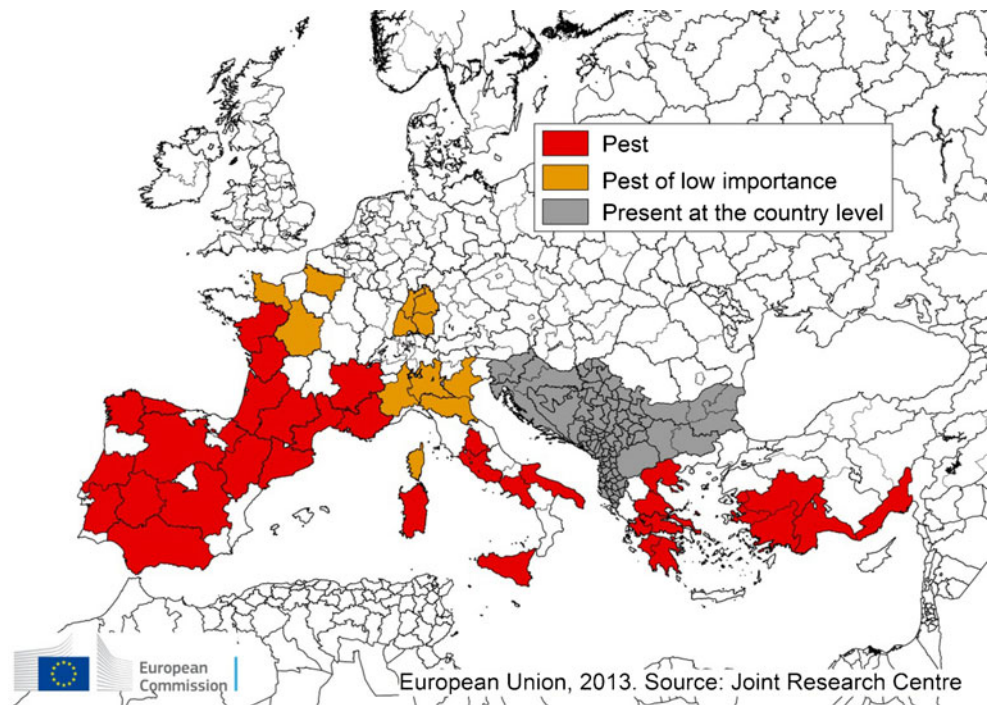 Pest
Pest of low importance
Present at the country level
European
Commission
European Union, 2013. Source: Joint Research Centre